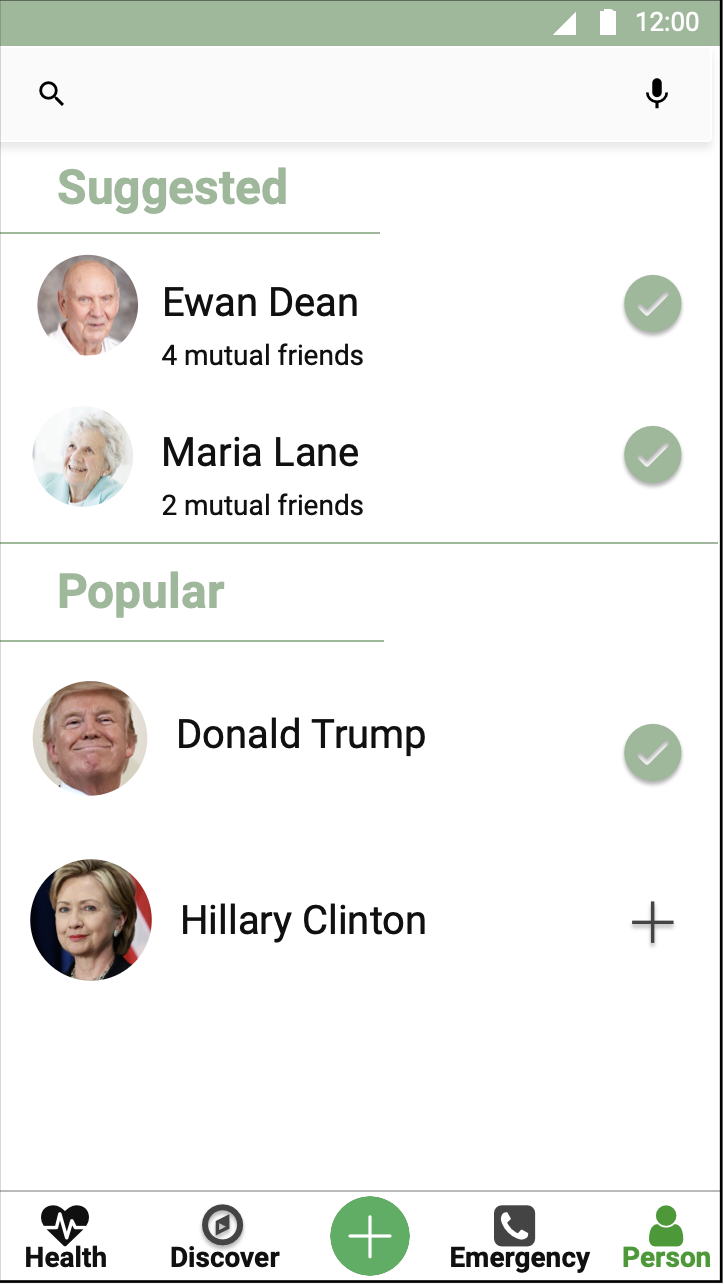 12:00
Suggested
Ewan Dean
4 mutual friends
Maria Lane
2 mutual friends
Popular
Donald Trump
Hillary Clinton
Health Discover Emergency Person